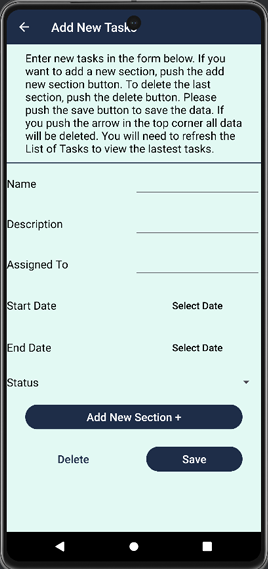 Add New Tasks
Enter new tasks in the form below. If you
want to add a new section, push the add
new section button. To delete the last
section, push the delete button. Please
push the save button to save the data. If
you push the arrow in the top corner all data
will be deleted. You will need to refresh the
List of Tasks to view the lastest tasks.
Name
Description
Assigned To
Start Date Select Date
End Date Select Date
Status
Add New Section +
Delete Save